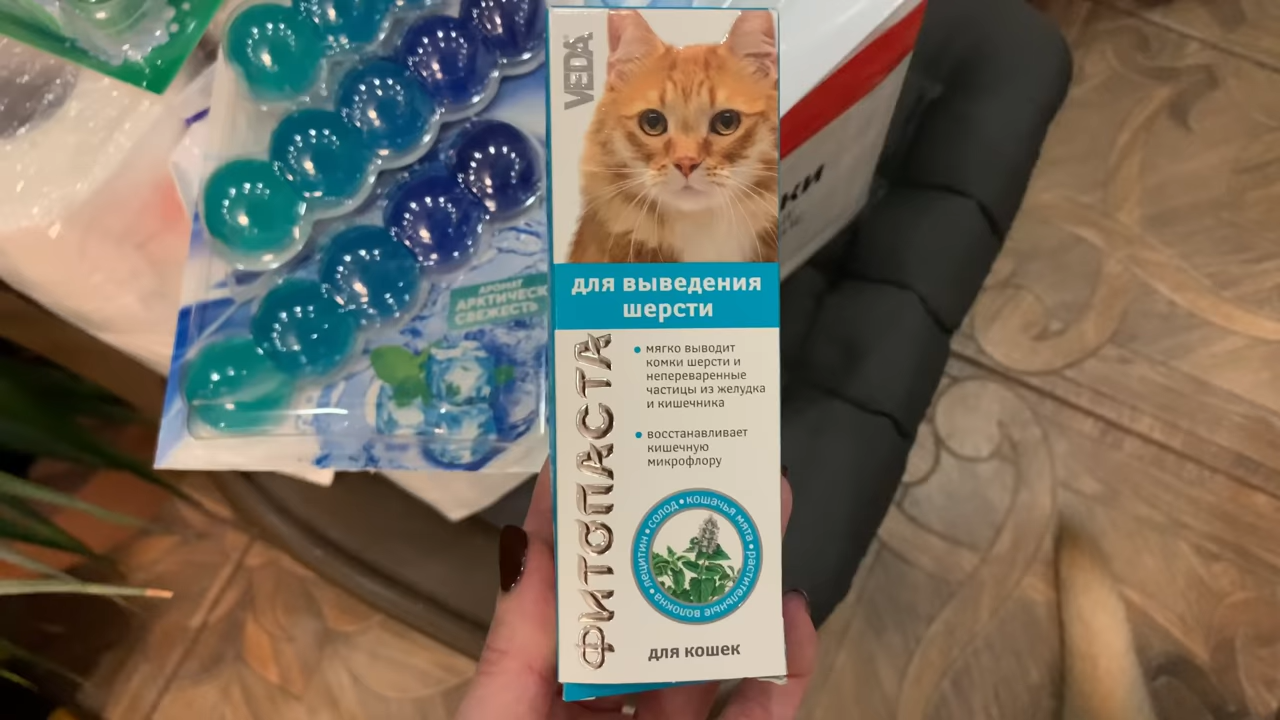 VEDA
для выведения
шерсти
ФИТОПАСТА
• мягко выводит
комки шерсти и
непереваренные
частицы из желудка
и кишечника
• восстанавливает
кишечную
микрофлору
лецитин • солод • кошачья мята • растительные волокна •
для кошек
АРОМАТ
АРКТИЧЕСК
СВЕЖЕСТЬ
ки